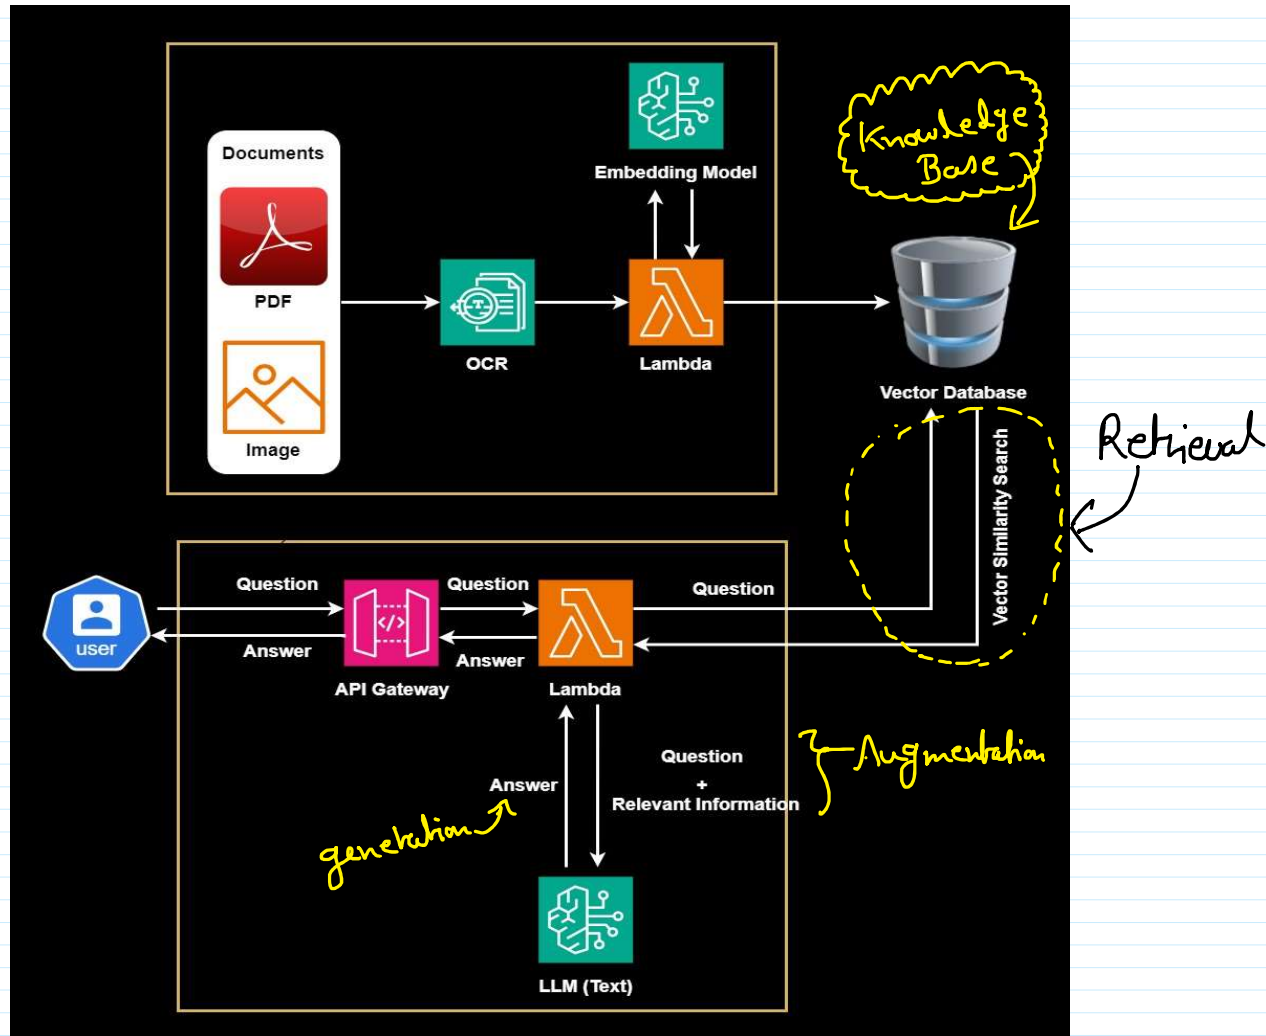 Documents
PDF
Image
OCR
Embedding Model
Lambda
Knowledge
Base
Vector Database
Vector Similarity Search
Retrieval
user
Question
Answer
API Gateway
Question
Answer
Lambda
Question
Answer
generation
Question
+
Relevant Information
Augmentation
LLM (Text)